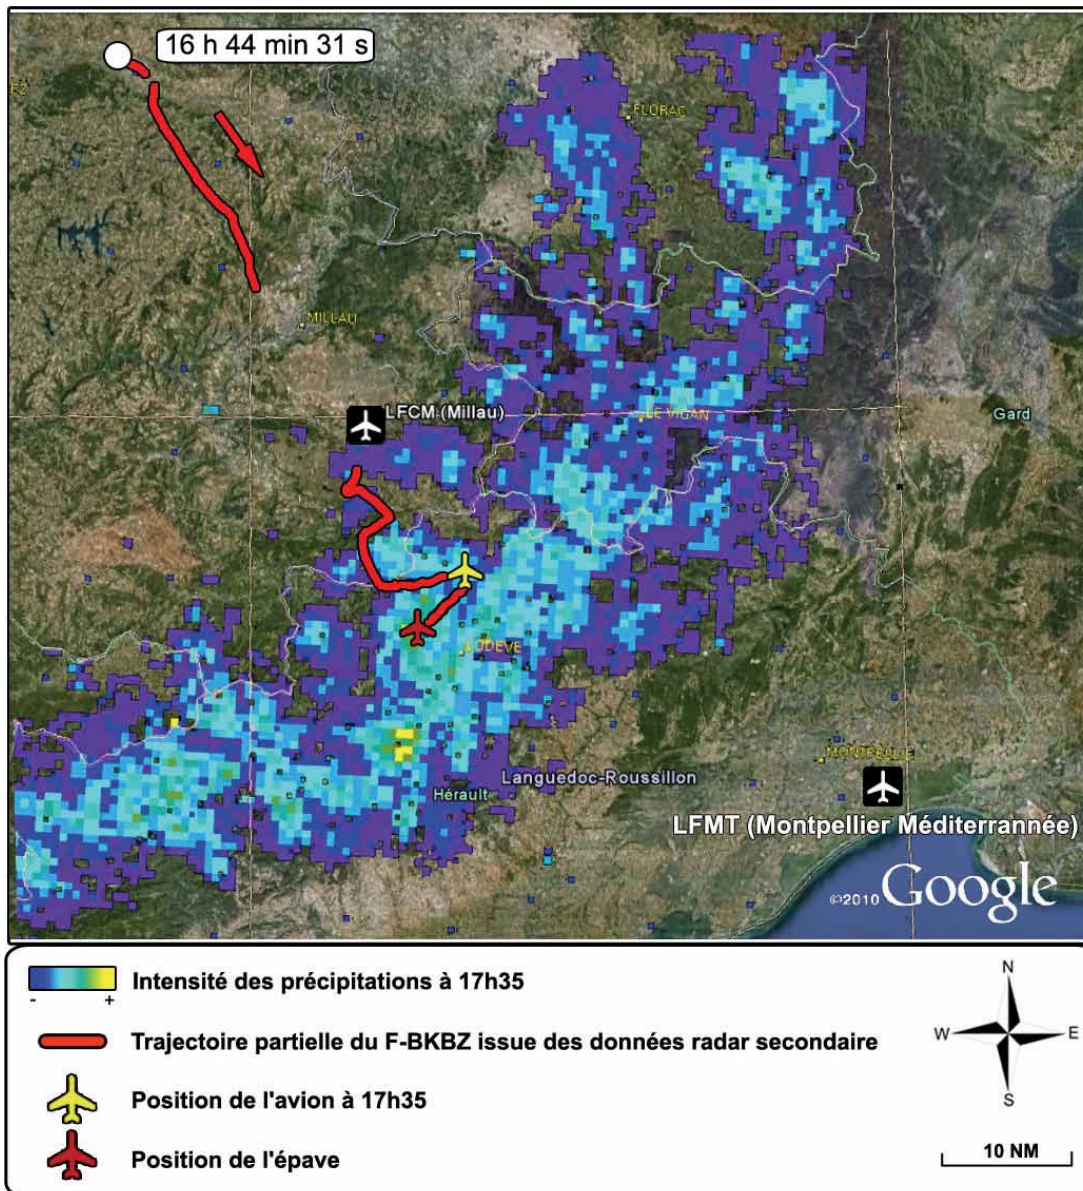 16 h 44 min 31 s
EZ
FLORAC
MILLAU
LFCM (Millau)
LE VIGAN
Gard
LODEVE
Languedoc-Roussillon
Hérault
LFMT (Montpellier Méditerrannée)
©2010 Google
Intensité des précipitations à 17h35
- +
Trajectoire partielle du F-BKBZ issue des données radar secondaire
Position de l'avion à 17h35
Position de l'épave
N
W E
S
10 NM